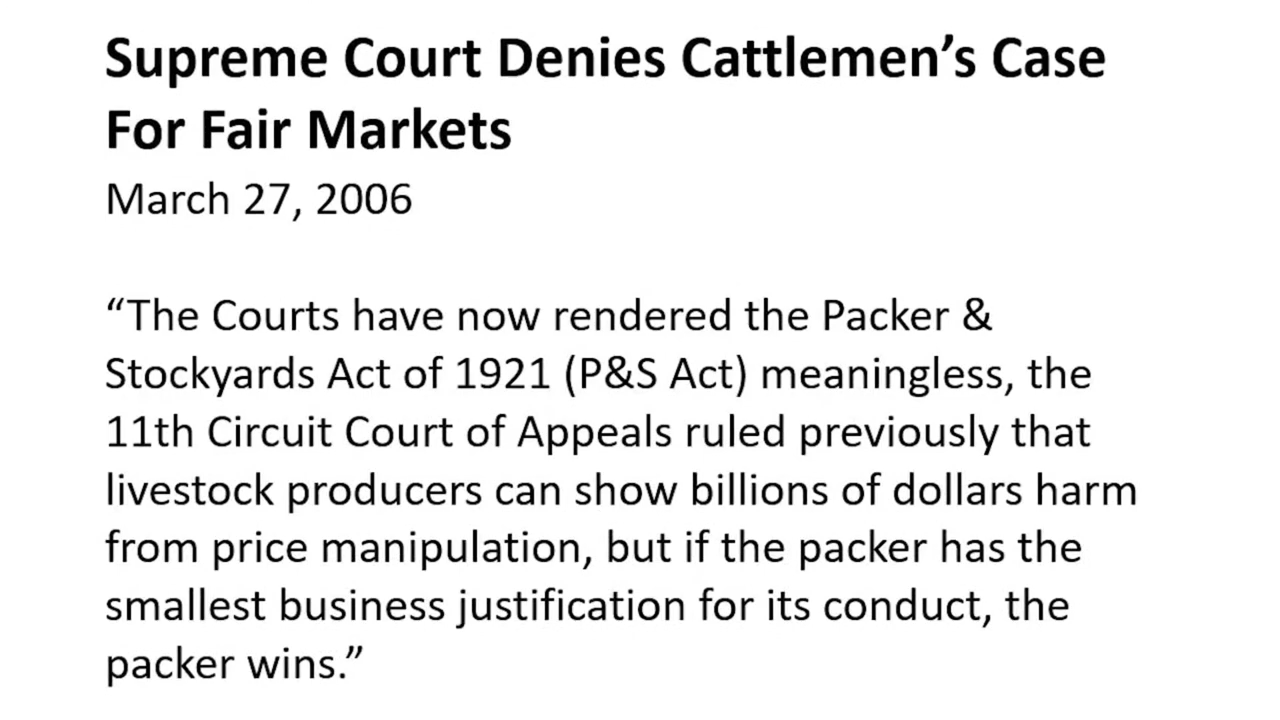 Supreme Court Denies Cattlemen’s Case
For Fair Markets
March 27, 2006
“The Courts have now rendered the Packer &
Stockyards Act of 1921 (P&S Act) meaningless, the
11th Circuit Court of Appeals ruled previously that
livestock producers can show billions of dollars harm
from price manipulation, but if the packer has the
smallest business justification for its conduct, the
packer wins.”